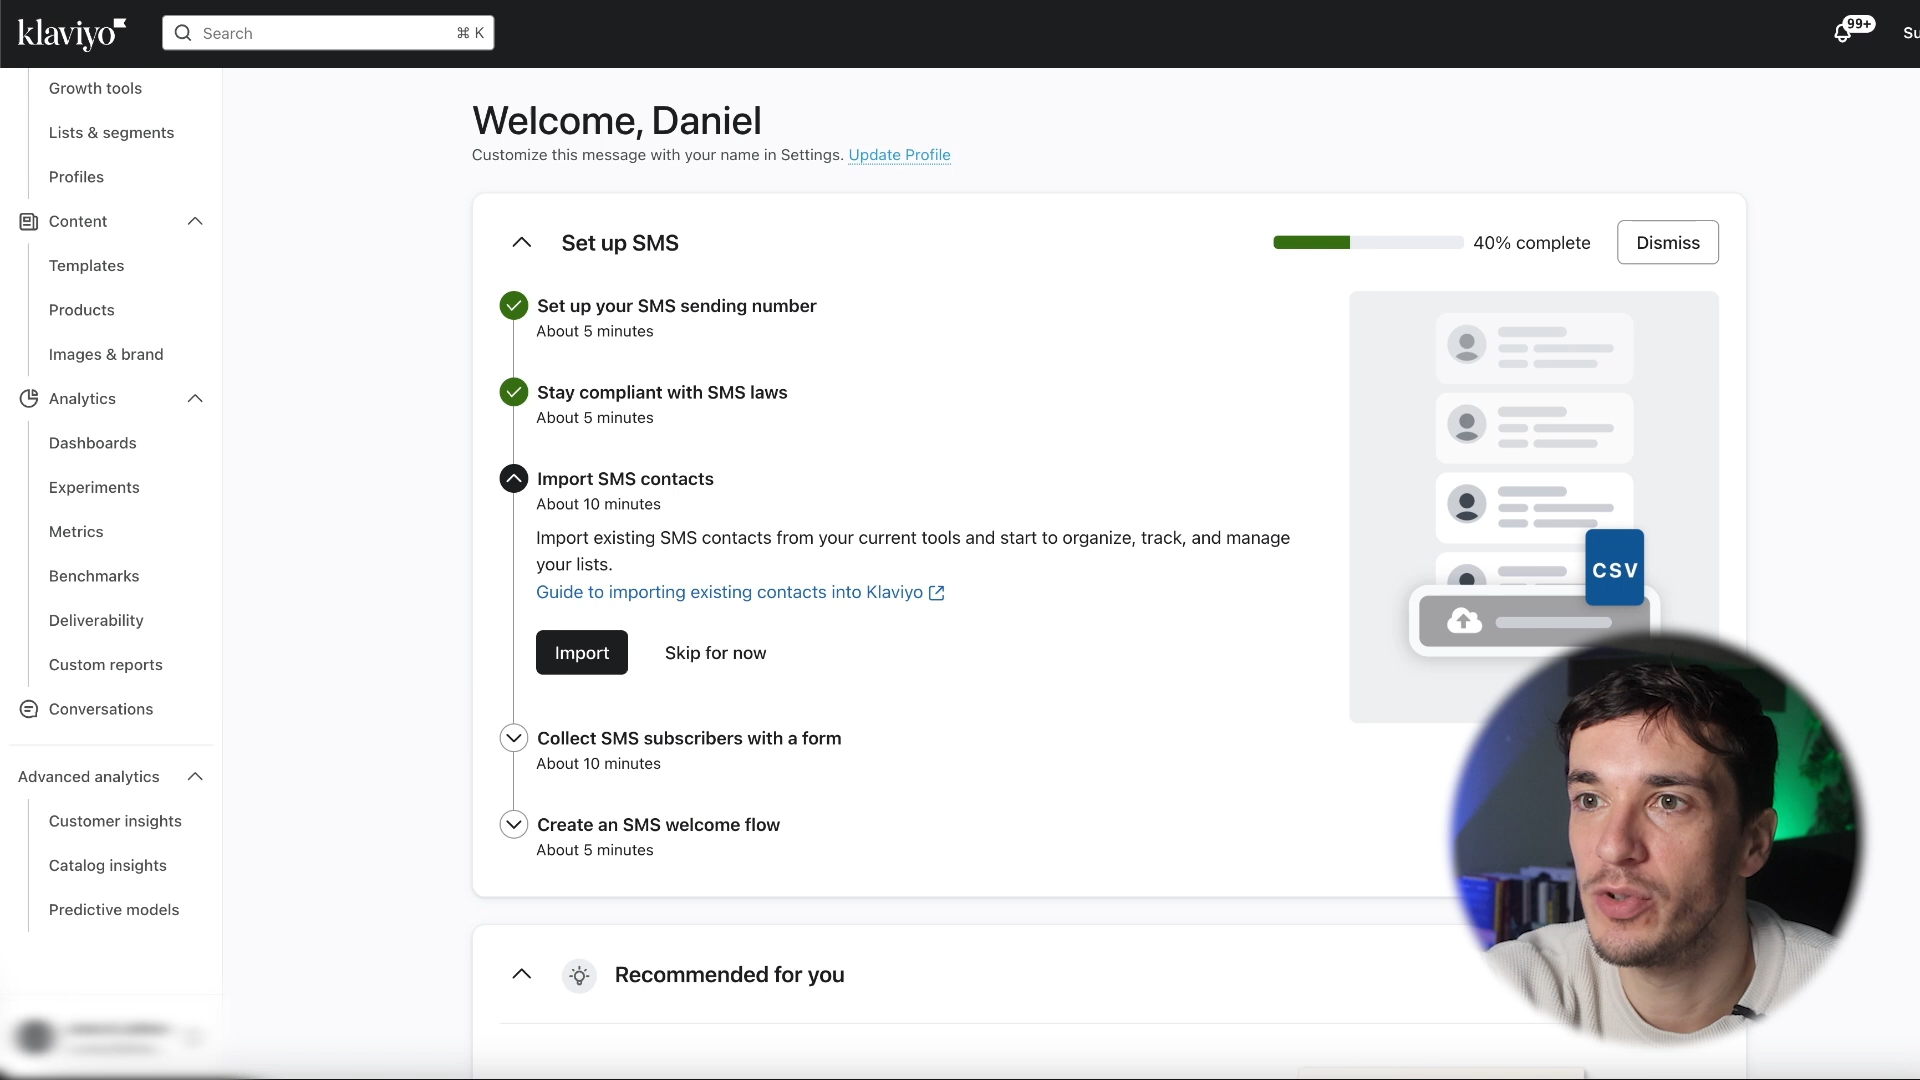 klaviyo
Search
⌘ K
99+
Su
Growth tools
Lists & segments
Profiles
Content
Templates
Products
Images & brand
Analytics
Dashboards
Experiments
Metrics
Benchmarks
Deliverability
Custom reports
Conversations
Advanced analytics
Customer insights
Catalog insights
Predictive models
Welcome, Daniel
Customize this message with your name in Settings. Update Profile
Set up SMS
40% complete
Dismiss
Set up your SMS sending number
About 5 minutes
Stay compliant with SMS laws
About 5 minutes
Import SMS contacts
About 10 minutes
Import existing SMS contacts from your current tools and start to organize, track, and manage
your lists.
Guide to importing existing contacts into Klaviyo
Import
Skip for now
CSV
Collect SMS subscribers with a form
About 10 minutes
Create an SMS welcome flow
About 5 minutes
Recommended for you